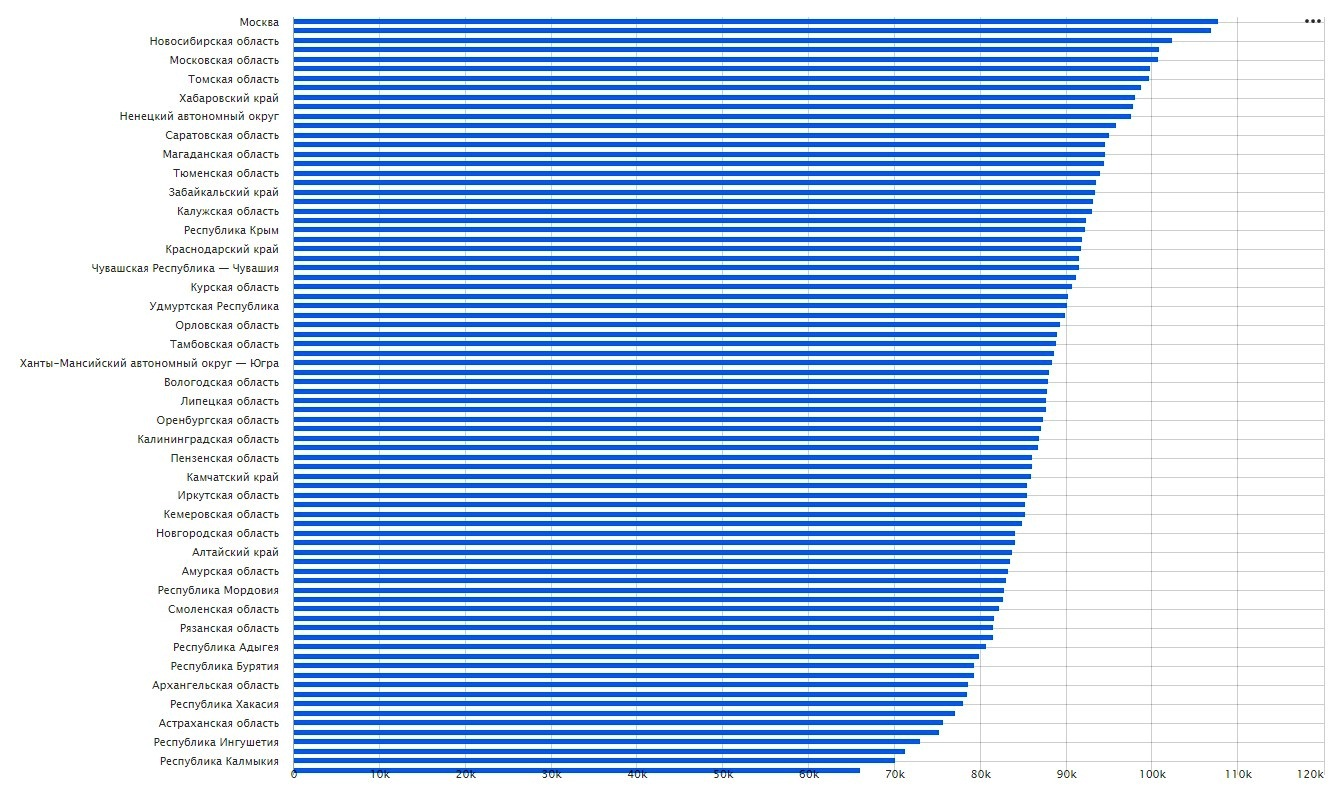 Москва
Новосибирская область
Московская область
Томская область
Хабаровский край
Ненецкий автономный округ
Саратовская область
Магаданская область
Тюменская область
Забайкальский край
Калужская область
Республика Крым
Краснодарский край
Чувашская Республика — Чувашия
Курская область
Удмуртская Республика
Орловская область
Тамбовская область
Ханты-Мансийский автономный округ — Югра
Вологодская область
Липецкая область
Оренбургская область
Калининградская область
Пензенская область
Камчатский край
Иркутская область
Кемеровская область
Новгородская область
Алтайский край
Амурская область
Республика Мордовия
Смоленская область
Рязанская область
Республика Адыгея
Республика Бурятия
Архангельская область
Республика Хакасия
Астраханская область
Республика Ингушетия
Республика Калмыкия
0 10k 20k 30k 40k 50k 60k 70k 80k 90k 100k 110k 120k